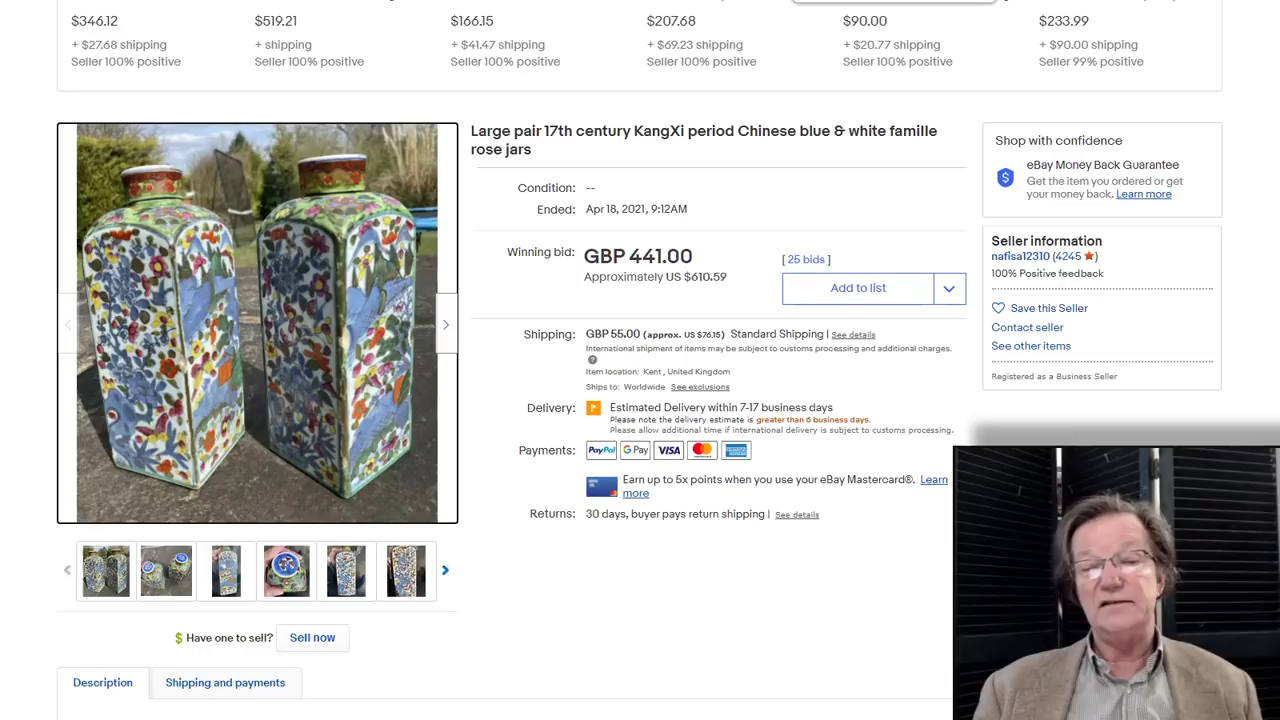 $346.12
$519.21
$166.15
$207.68
$90.00
$233.99
+ $27.68 shipping
+ shipping
+ $41.47 shipping
+ $69.23 shipping
+ $20.77 shipping
+ $90.00 shipping
Seller 100% positive
Seller 100% positive
Seller 100% positive
Seller 100% positive
Seller 100% positive
Seller 99% positive
Large pair 17th century KangXi period Chinese blue & white famille
rose jars
Condition: --
Ended: Apr 18, 2021, 9:12AM
Winning bid: GBP 441.00
[ 25 bids ]
Approximately US $610.59
Add to list
Shipping: GBP 55.00 (approx. US $76.15) Standard Shipping | See details
International shipment of items may be subject to customs processing and additional charges.
Item location: Kent , United Kingdom
Ships to: Worldwide See exclusions
Delivery: Estimated Delivery within 7-17 business days
Please note the delivery estimate is greater than 6 business days.
Please allow additional time if international delivery is subject to customs processing.
Payments: PayPal G Pay VISA
Earn up to 5x points when you use your eBay Mastercard®. Learn
more
Returns: 30 days, buyer pays return shipping | See details
Shop with confidence
eBay Money Back Guarantee
Get the item you ordered or get
your money back. Learn more
Seller information
nafisa12310 (4245 )
100% Positive feedback
Save this Seller
Contact seller
See other items
Registered as a Business Seller
$ Have one to sell? Sell now
Description
Shipping and payments